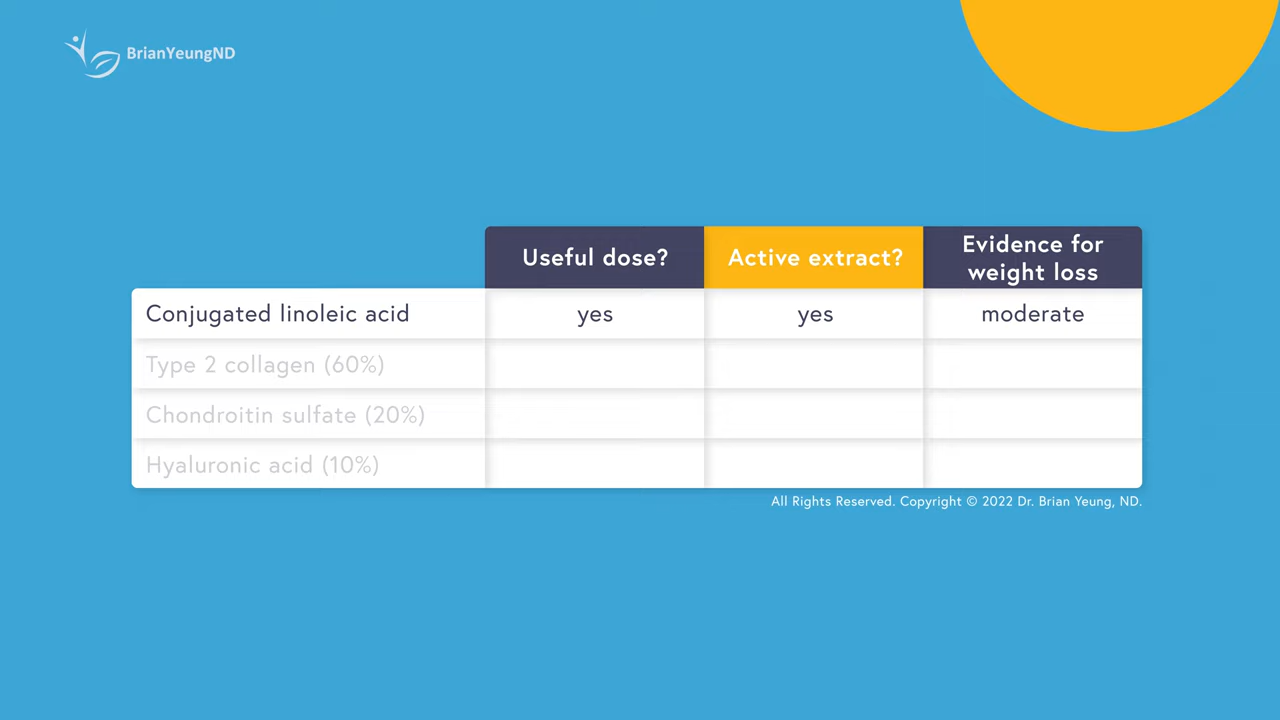 BrianYeungND
Useful dose? Active extract? Evidence for weight loss
Conjugated linoleic acid yes yes moderate
Type 2 collagen (60%)
Chondroitin sulfate (20%)
Hyaluronic acid (10%)
All Rights Reserved. Copyright © 2022 Dr. Brian Yeung, ND.